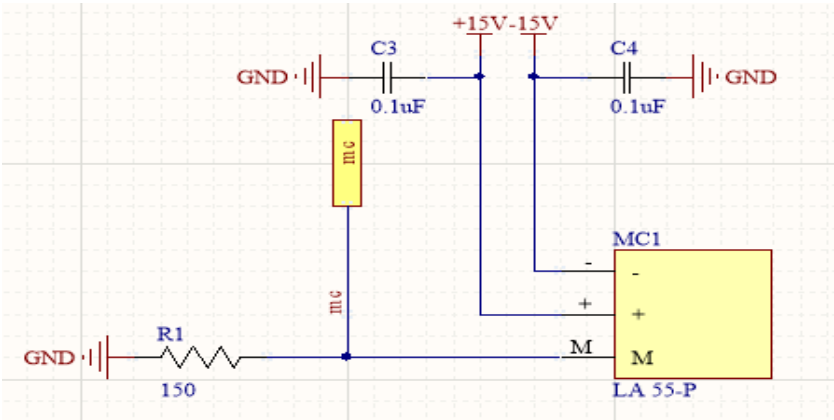 +15V -15V
C3
C4
GND
GND
0.1uF
0.1uF
mc
MC1
-
-
mc
+
+
R1
M
GND
M
150
LA 55-P